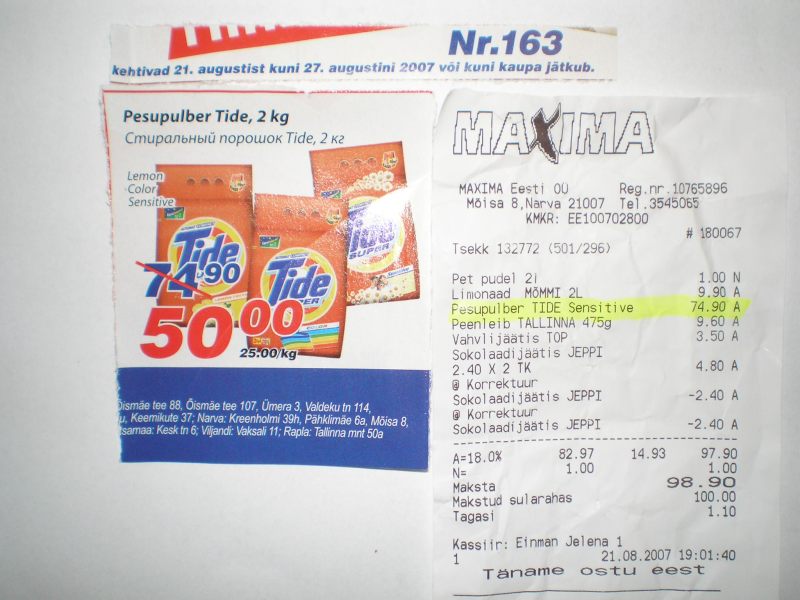 Nr.163
kehtivad 21. augustist kuni 27. augustini 2007 või kuni kaupa jätkub.
Pesupulber Tide, 2 kg
Стиральный порошок Tide, 2 кг
Lemon
Color
Sensitive
Tide
Tide
SUPER
74.90
50 00
25.00/kg
Õismäe tee 88, Õismäe tee 107, Ümera 3, Valdeku tn 114,
Keemikute 37; Narva: Kreenholmi 39h, Pähklimäe 6a, Mõisa 8,
Kesk tn 6; Viljandi: Vaksali 11; Rapla: Tallinna mnt 50a
MAXIMA
MAXIMA Eesti OÜ Reg.nr.10765896
Mõisa 8,Narva 21007 Tel.3545065
KMKR: EE100702800
# 180067
Tsekk 132772 (501/296)
Pet pudel 2l 1.00 N
Limonaad MÕMMI 2L 9.90 A
Pesupulber TIDE Sensitive 74.90 A
Peenleib TALLINNA 475g 9.60 A
Vahvlijäätis TOP 3.50 A
Sokolaadijäätis JEPPI
2.40 X 2 TK 4.80 A
@ Korrektuur
Sokolaadijäätis JEPPI -2.40 A
@ Korrektuur
Sokolaadijäätis JEPPI -2.40 A
A=18.0% 82.97 14.93 97.90
N= 1.00 1.00
Maksta 98.90
Makstud sularahas 100.00
Tagasi 1.10
Kassiir: Einman Jelena 1
1 21.08.2007 19:01:40
Täname ostu eest